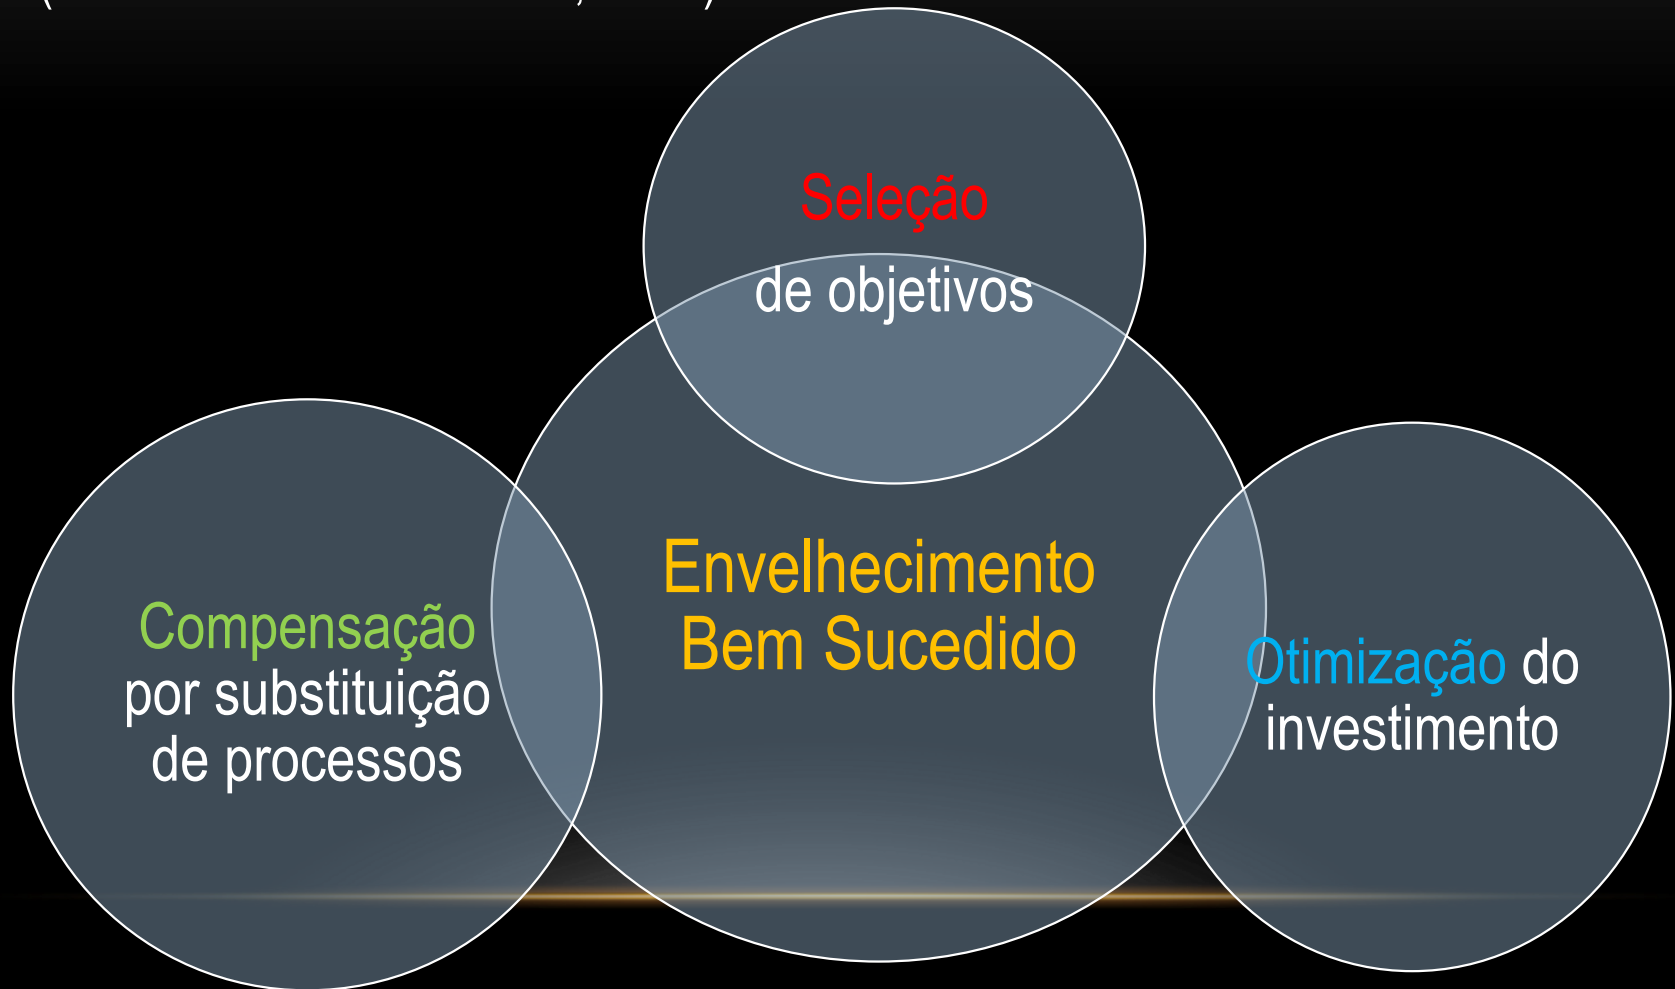 Seleção
de objetivos
Envelhecimento
Bem Sucedido
Compensação
por substituição
de processos
Otimização do
investimento